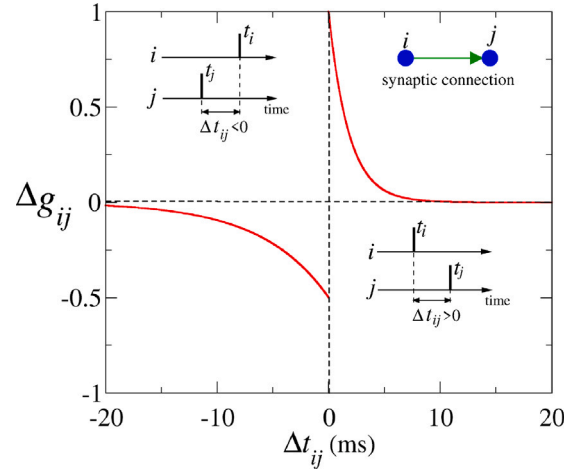 1
0.5
0
-0.5
-1
Δg_ij
-20
-10
0
10
20
Δt_ij (ms)
i
t_i
j
t_j
time
Δt_ij<0
i
j
synaptic connection
i
t_i
j
t_j
time
Δt_ij>0